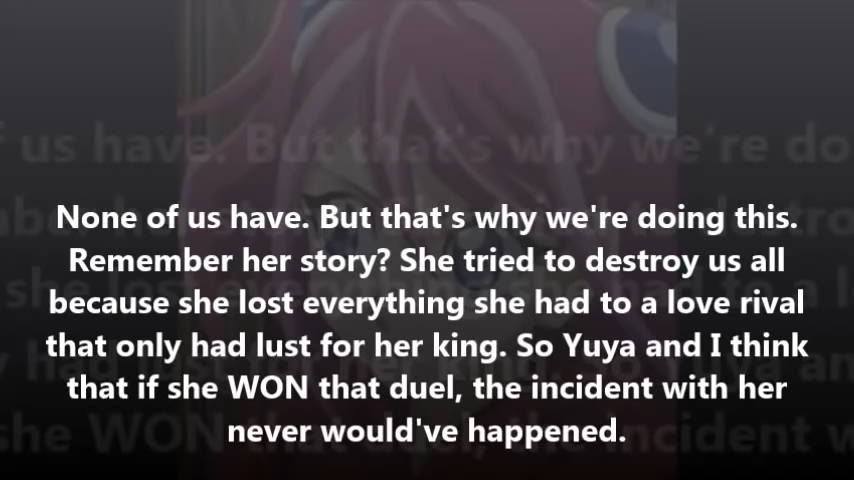 None of us have. But that's why we're doing this.
Remember her story? She tried to destroy us all
because she lost everything she had to a love rival
that only had lust for her king. So Yuya and I think
that if she WON that duel, the incident with her
never would've happened.